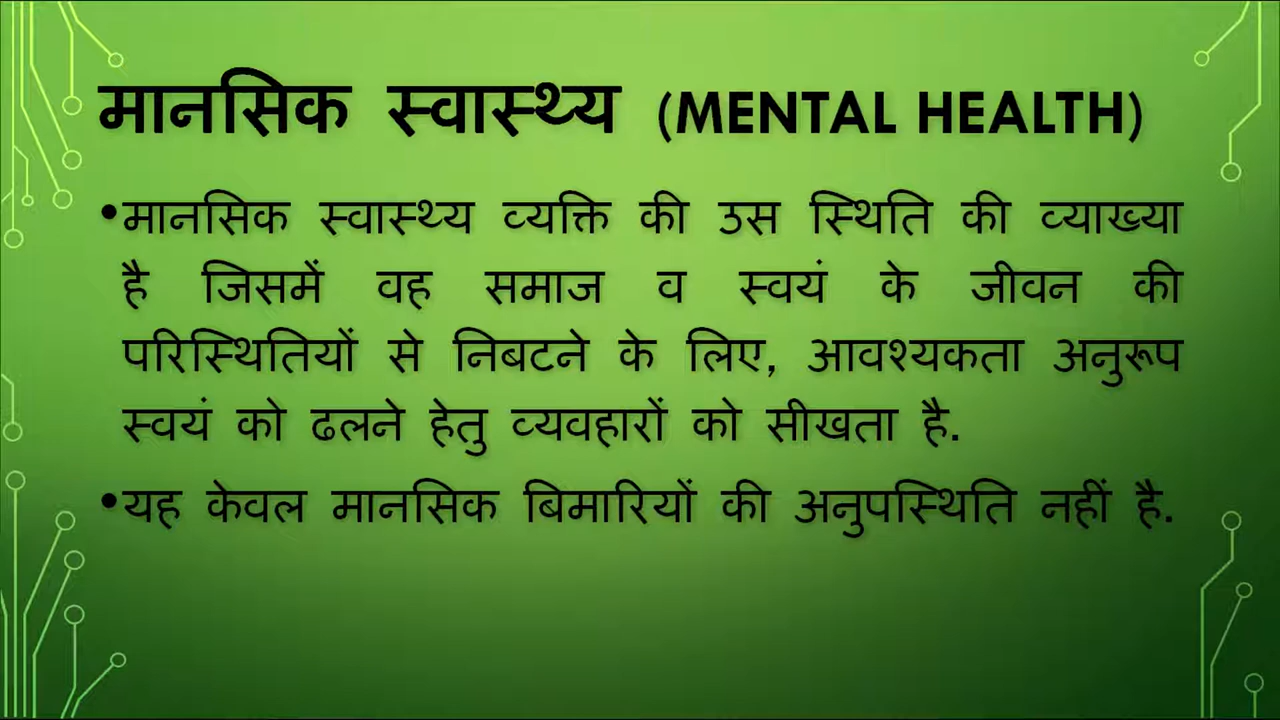 मानसिक स्वास्थ्य (MENTAL HEALTH)
•मानसिक स्वास्थ्य व्यक्ति की उस स्थिति की व्याख्या
है जिसमें वह समाज व स्वयं के जीवन की
परिस्थितियों से निबटने के लिए, आवश्यकता अनुरूप
स्वयं को ढलने हेतु व्यवहारों को सीखता है.
•यह केवल मानसिक बिमारियों की अनुपस्थिति नहीं है.